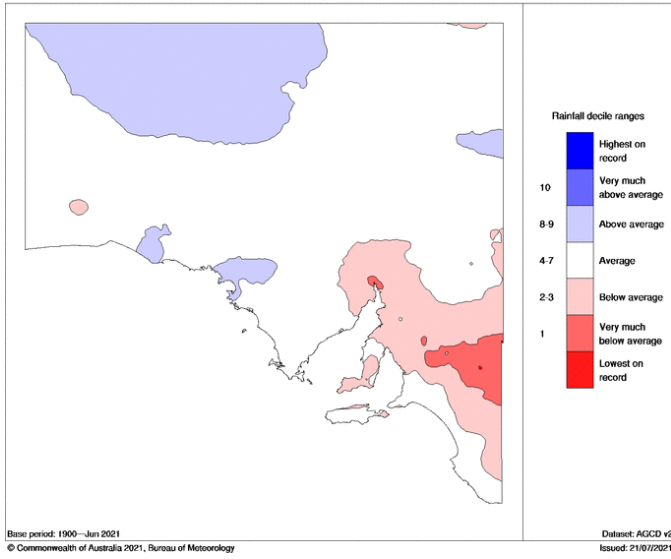 Rainfall decile ranges
Highest on
record
10
Very much
above average
8-9
Above average
4-7
Average
2-3
Below average
1
Very much
below average
Lowest on
record
Base period: 1900—Jun 2021
Dataset: AGCD v2
© Commonwealth of Australia 2021, Bureau of Meteorology
Issued: 21/07/2021